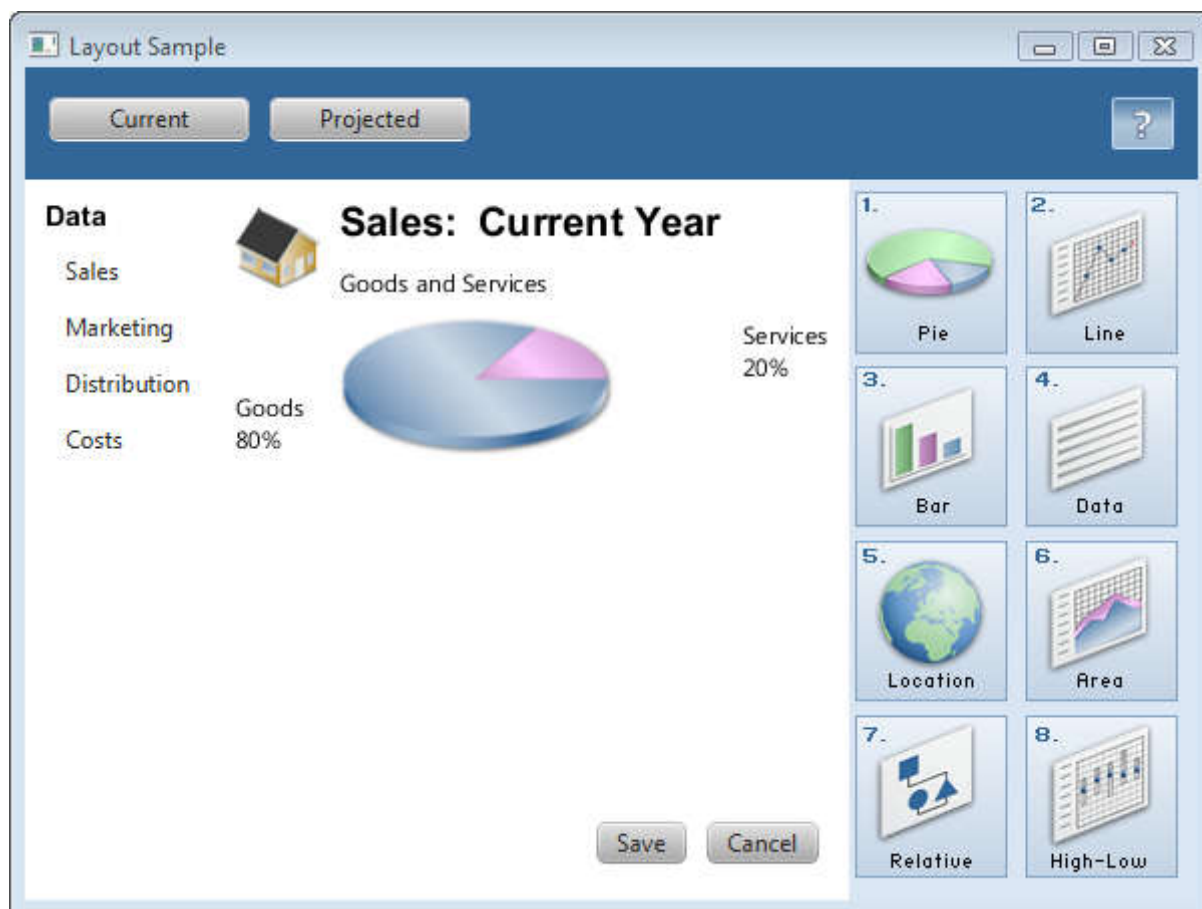 Layout Sample
Current
Projected
?
Data
Sales
Marketing
Distribution
Costs
Sales: Current Year
Goods and Services
Goods
80%
Services
20%
1.
Pie
2.
Line
3.
Bar
4.
Data
5.
Location
6.
Area
7.
Relative
8.
High-Low
Save
Cancel